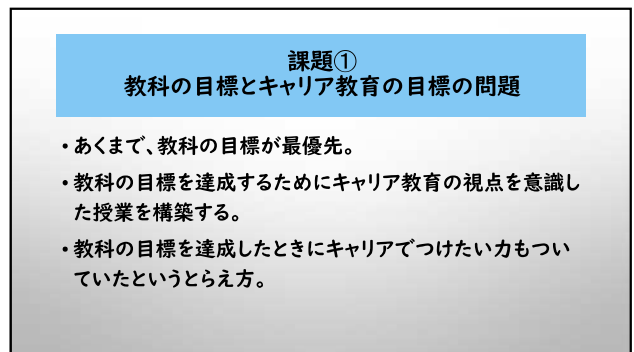 課題①
教科の目標とキャリア教育の目標の問題
・あくまで、教科の目標が最優先。
・教科の目標を達成するためにキャリア教育の視点を意識し
た授業を構築する。
・教科の目標を達成したときにキャリアでつけたい力もつい
ていたというとらえ方。